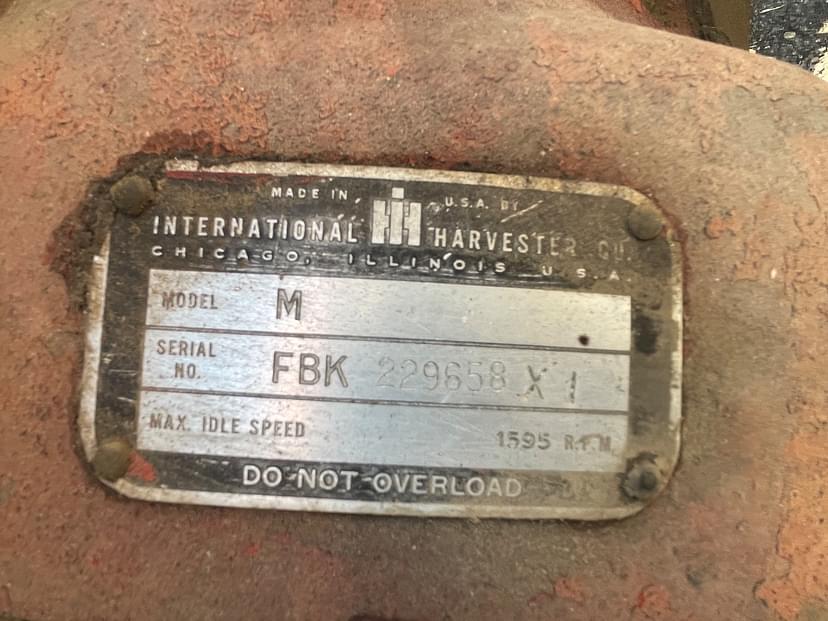 MADE IN IH U.S.A. BY
INTERNATIONAL HARVESTER CO.
CHICAGO, ILLINOIS U.S.A.
MODEL M
SERIAL NO. FBK 229658 X 1
MAX. IDLE SPEED 1595 R.P.M.
DO NOT OVERLOAD